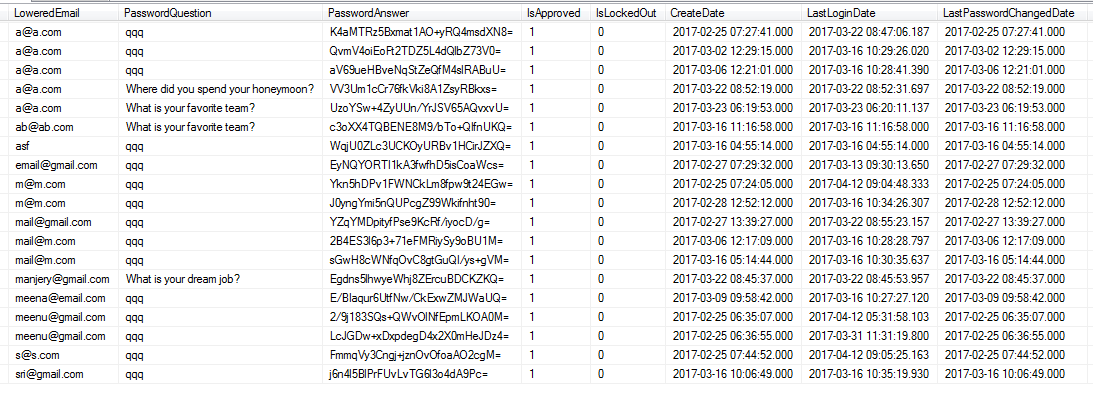 LoweredEmail PasswordQuestion PasswordAnswer IsApproved IsLockedOut CreateDate LastLoginDate LastPasswordChangedDate
a@a.com qqq K4aMTRz5Bxmat1AO+yRQ4msdXN8= 1 0 2017-02-25 07:27:41.000 2017-03-22 08:47:06.187 2017-02-25 07:27:41.000
a@a.com qqq QvmV4oiEoFt2TDZ5L4dQlbZ73V0= 1 0 2017-03-02 12:29:15.000 2017-03-16 10:29:26.020 2017-03-02 12:29:15.000
a@a.com qqq aV69ueHBveNqStZeQfM4slRABuU= 1 0 2017-03-06 12:21:01.000 2017-03-16 10:28:41.390 2017-03-06 12:21:01.000
a@a.com Where did you spend your honeymoon? VV3Um1cCr76fkVki8A1ZsyRBkxs= 1 0 2017-03-22 08:52:19.000 2017-03-22 08:52:31.697 2017-03-22 08:52:19.000
a@a.com What is your favorite team? UzoYSw+4ZyUUn/YrJSV65AQvxvU= 1 0 2017-03-23 06:19:53.000 2017-03-23 06:20:11.137 2017-03-23 06:19:53.000
ab@ab.com What is your favorite team? c3oXX4TQBENE8M9/bTo+QIfnUKQ= 1 0 2017-03-16 11:16:58.000 2017-03-16 11:16:58.000 2017-03-16 11:16:58.000
asf qqq WqjU0ZLc3UCKOyURBv1HCirJZXQ= 1 0 2017-03-16 04:55:14.000 2017-03-16 04:55:14.000 2017-03-16 04:55:14.000
email@gmail.com qqq EyNQYORTI1kA3fwfhD5isCoaWcs= 1 0 2017-02-27 07:29:32.000 2017-03-13 09:30:13.650 2017-02-27 07:29:32.000
m@m.com qqq Ykn5hDPv1FWNCkLm8fpw9t24EGw= 1 0 2017-02-25 07:24:05.000 2017-04-12 09:04:48.333 2017-02-25 07:24:05.000
m@m.com qqq J0yngYmi5nQUPcgZ99Wkifnht90= 1 0 2017-02-28 12:52:12.000 2017-03-16 10:34:26.307 2017-02-28 12:52:12.000
mail@gmail.com qqq YZqYMDpityfPse9KcRf/iyocD/g= 1 0 2017-02-27 13:39:27.000 2017-03-22 08:55:23.157 2017-02-27 13:39:27.000
mail@m.com qqq 2B4ES3l6p3+71eFMRiySy9oBU1M= 1 0 2017-03-06 12:17:09.000 2017-03-16 10:28:28.797 2017-03-06 12:17:09.000
mail@m.com qqq sGwH8cWNfqOvC8gtGuQI/ys+gVM= 1 0 2017-03-16 05:14:44.000 2017-03-16 10:30:35.637 2017-03-16 05:14:44.000
manjery@gmail.com What is your dream job? Egdns5lhwyeWhj8ZErcuBDCKZKQ= 1 0 2017-03-22 08:45:37.000 2017-03-22 08:45:53.957 2017-03-22 08:45:37.000
meena@email.com qqq E/Blaqur6UtfNw/CkExwZMJWaUQ= 1 0 2017-03-09 09:58:42.000 2017-03-16 10:27:27.120 2017-03-09 09:58:42.000
meenu@gmail.com qqq 2/9j183SQs+QWvOlNfEpmLKOA0M= 1 0 2017-02-25 06:35:07.000 2017-04-12 05:31:58.103 2017-02-25 06:35:07.000
meenu@gmail.com qqq LcJGDw+xDxpdegD4x2X0mHeJDz4= 1 0 2017-02-25 06:36:55.000 2017-03-31 11:31:19.800 2017-02-25 06:36:55.000
s@s.com qqq FmmqVy3Cngj+jznOvOfoaAO2cgM= 1 0 2017-02-25 07:44:52.000 2017-04-12 09:05:25.163 2017-02-25 07:44:52.000
sri@gmail.com qqq j6n4l5BlPrFUvLvTG6l3o4dA9Pc= 1 0 2017-03-16 10:06:49.000 2017-03-16 10:35:19.930 2017-03-16 10:06:49.000